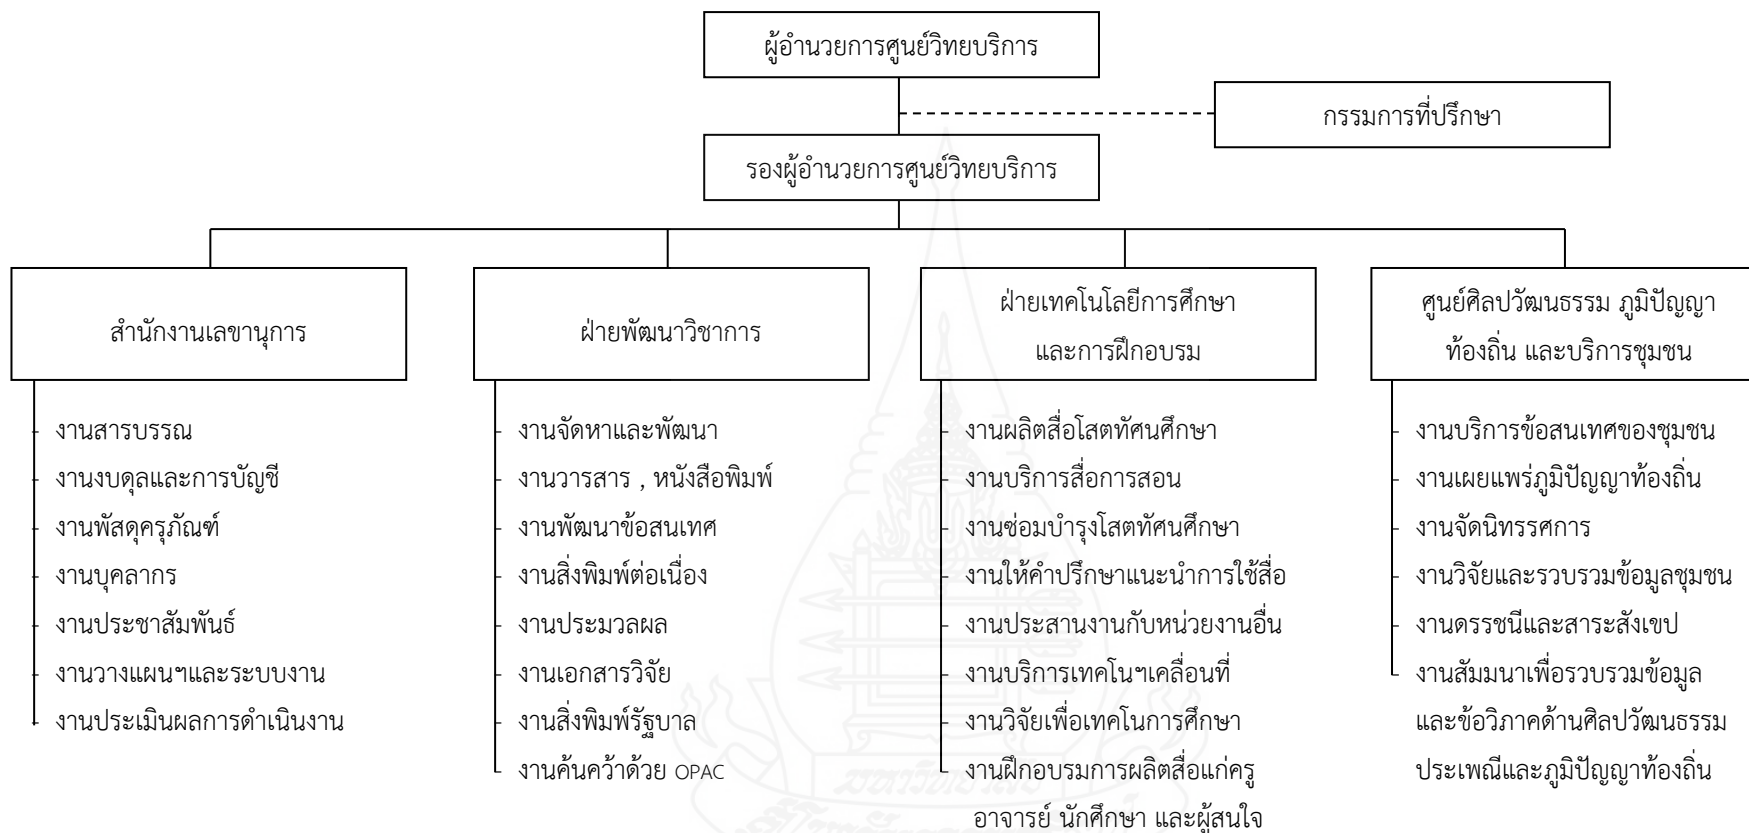 ผู้อำนวยการศูนย์วิทยบริการ
กรรมการที่ปรึกษา
รองผู้อำนวยการศูนย์วิทยบริการ
สำนักงานเลขานุการ
- งานสารบรรณ
- งานงบดุลและการบัญชี
- งานพัสดุครุภัณฑ์
- งานบุคลากร
- งานประชาสัมพันธ์
- งานวางแผนฯและระบบงาน
- งานประเมินผลการดำเนินงาน
ฝ่ายพัฒนาวิชาการ
- งานจัดหาและพัฒนา
- งานวารสาร , หนังสือพิมพ์
- งานพัฒนาข้อสนเทศ
- งานสิ่งพิมพ์ต่อเนื่อง
- งานประมวลผล
- งานเอกสารวิจัย
- งานสิ่งพิมพ์รัฐบาล
- งานค้นคว้าด้วย OPAC
ฝ่ายเทคโนโลยีการศึกษา
และการฝึกอบรม
- งานผลิตสื่อโสตทัศนศึกษา
- งานบริการสื่อการสอน
- งานซ่อมบำรุงโสตทัศนศึกษา
- งานให้คำปรึกษาแนะนำการใช้สื่อ
- งานประสานงานกับหน่วยงานอื่น
- งานบริการเทคโนฯเคลื่อนที่
- งานวิจัยเพื่อเทคโนการศึกษา
- งานฝึกอบรมการผลิตสื่อแก่ครู
อาจารย์ นักศึกษา และผู้สนใจ
ศูนย์ศิลปวัฒนธรรม ภูมิปัญญา
ท้องถิ่น และบริการชุมชน
- งานบริการข้อสนเทศของชุมชน
- งานเผยแพร่ภูมิปัญญาท้องถิ่น
- งานจัดนิทรรศการ
- งานวิจัยและรวบรวมข้อมูลชุมชน
- งานดรรชนีและสาระสังเขป
- งานสัมมนาเพื่อรวบรวมข้อมูล
และข้อวิภาคด้านศิลปวัฒนธรรม
ประเพณีและภูมิปัญญาท้องถิ่น